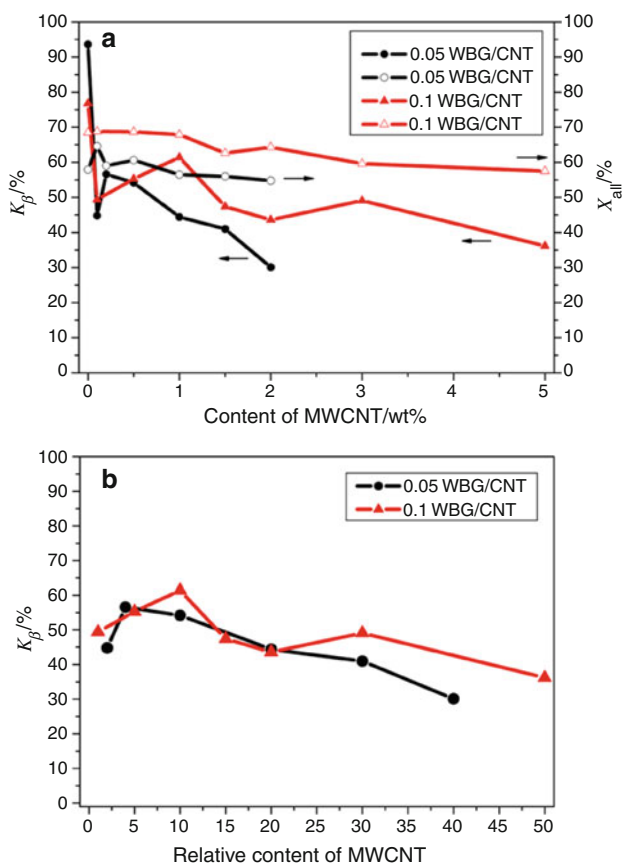 a
0.05 WBG/CNT
0.05 WBG/CNT
0.1 WBG/CNT
0.1 WBG/CNT
Kβ/%
100
90
80
70
60
50
40
30
20
10
0
Xall/%
100
90
80
70
60
50
40
30
20
10
0
0 1 2 3 4 5
Content of MWCNT/wt%
b
0.05 WBG/CNT
0.1 WBG/CNT
Kβ/%
100
90
80
70
60
50
40
30
20
10
0
0 5 10 15 20 25 30 35 40 45 50
Relative content of MWCNT